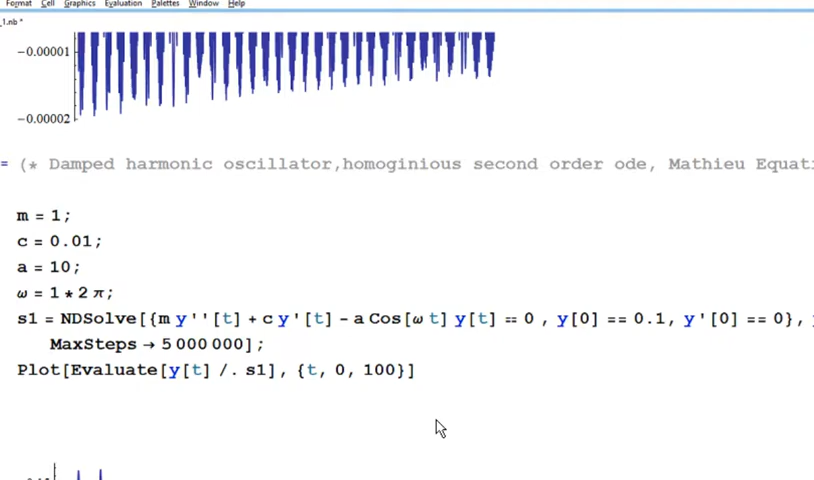 Format Cell Graphics Evaluation Palettes Window Help
_1.nb *
-0.00001
-0.00002
= (* Damped harmonic oscillator,homoginious second order ode, Mathieu Equati
m = 1;
c = 0.01;
a = 10;
ω = 1 * 2 π;
s1 = NDSolve[{m y''[t] + c y'[t] - a Cos[ω t] y[t] == 0 , y[0] == 0.1, y'[0] == 0},
MaxSteps → 5 000 000];
Plot[Evaluate[y[t] /. s1], {t, 0, 100}]